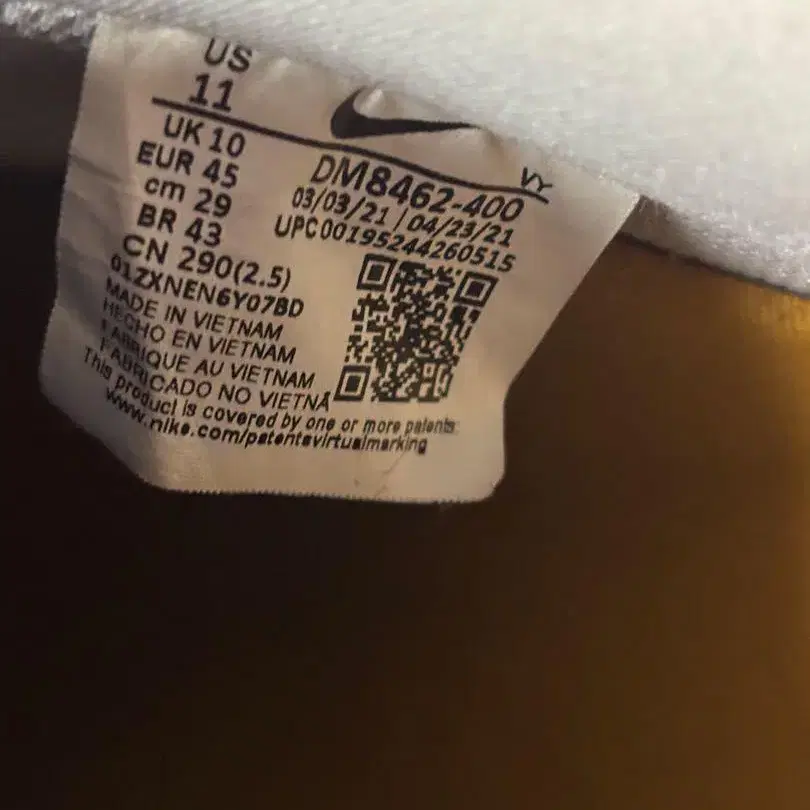 US
11
UK 10
EUR 45
cm 29
BR 43
CN 290(2.5)
01ZXNEN6Y07BD
VY
DM8462-400
03/03/21 | 04/23/21
UPC00195244260515
MADE IN VIETNAM
HECHO EN VIETNAM
FABRIQUE AU VIETNAM
FABRICADO NO VIETNÃ
This product is covered by one or more patents:
www.nike.com/patentsvirtualmarking